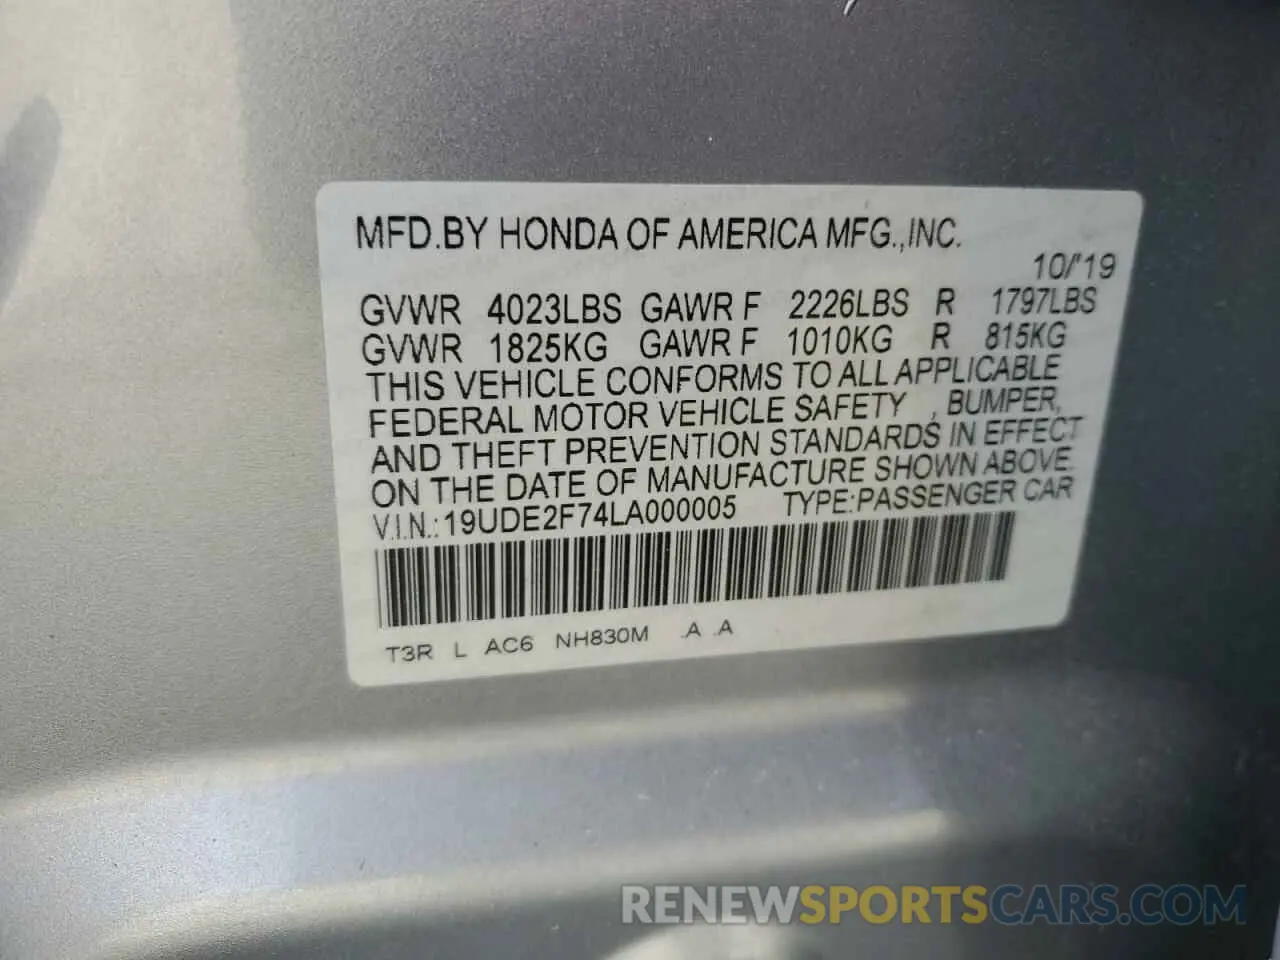 MFD.BY HONDA OF AMERICA MFG.,INC.
10/'19
GVWR 4023LBS GAWR F 2226LBS R 1797LBS
GVWR 1825KG GAWR F 1010KG R 815KG
THIS VEHICLE CONFORMS TO ALL APPLICABLE
FEDERAL MOTOR VEHICLE SAFETY , BUMPER,
AND THEFT PREVENTION STANDARDS IN EFFECT
ON THE DATE OF MANUFACTURE SHOWN ABOVE.
V.I.N.: 19UDE2F74LA000005 TYPE:PASSENGER CAR
T3R L AC6 NH830M .A .A
RENEWSPORTSCARS.COM